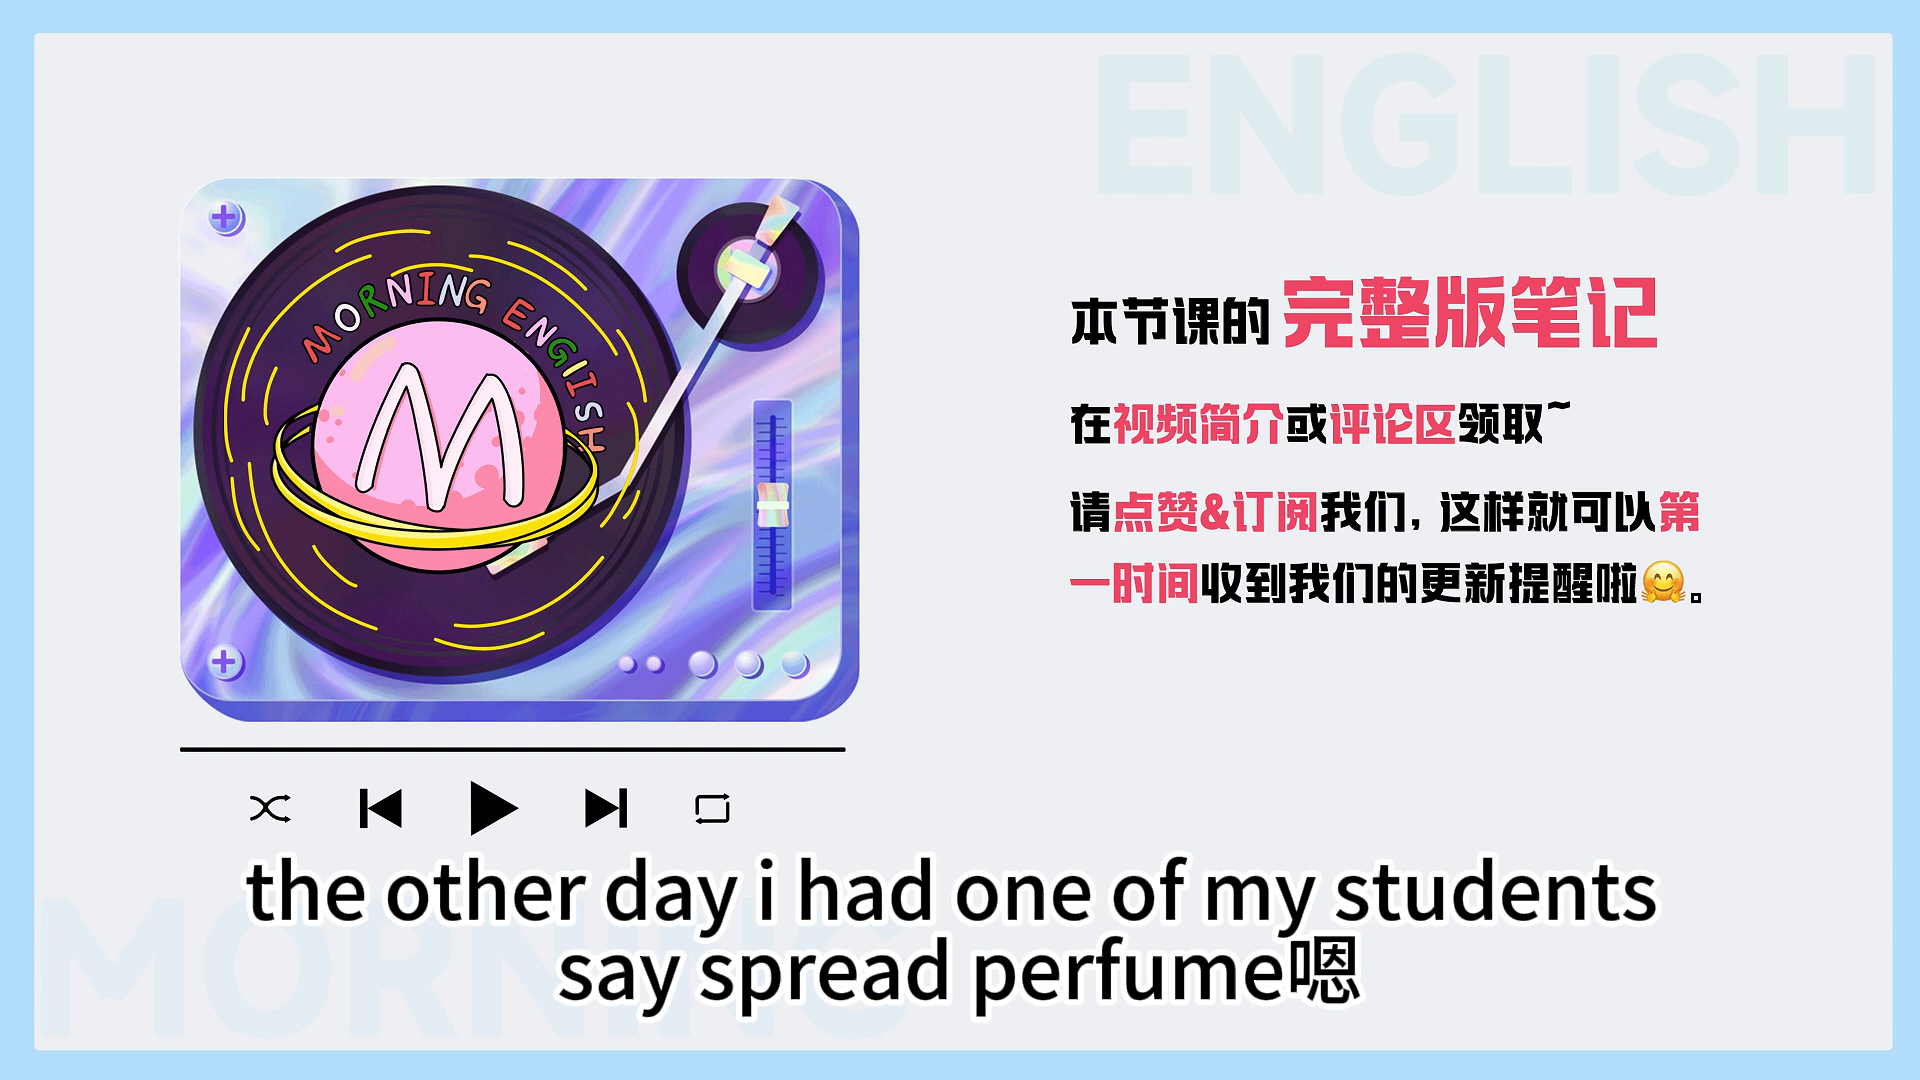 ENGLISH
MORNING ENGlISH
M
本节课的 完整版笔记
在视频简介或评论区领取~
请点赞&订阅我们, 这样就可以第
一时间收到我们的更新提醒啦🤗。
MORNING
the other day i had one of my students
say spread perfume嗯